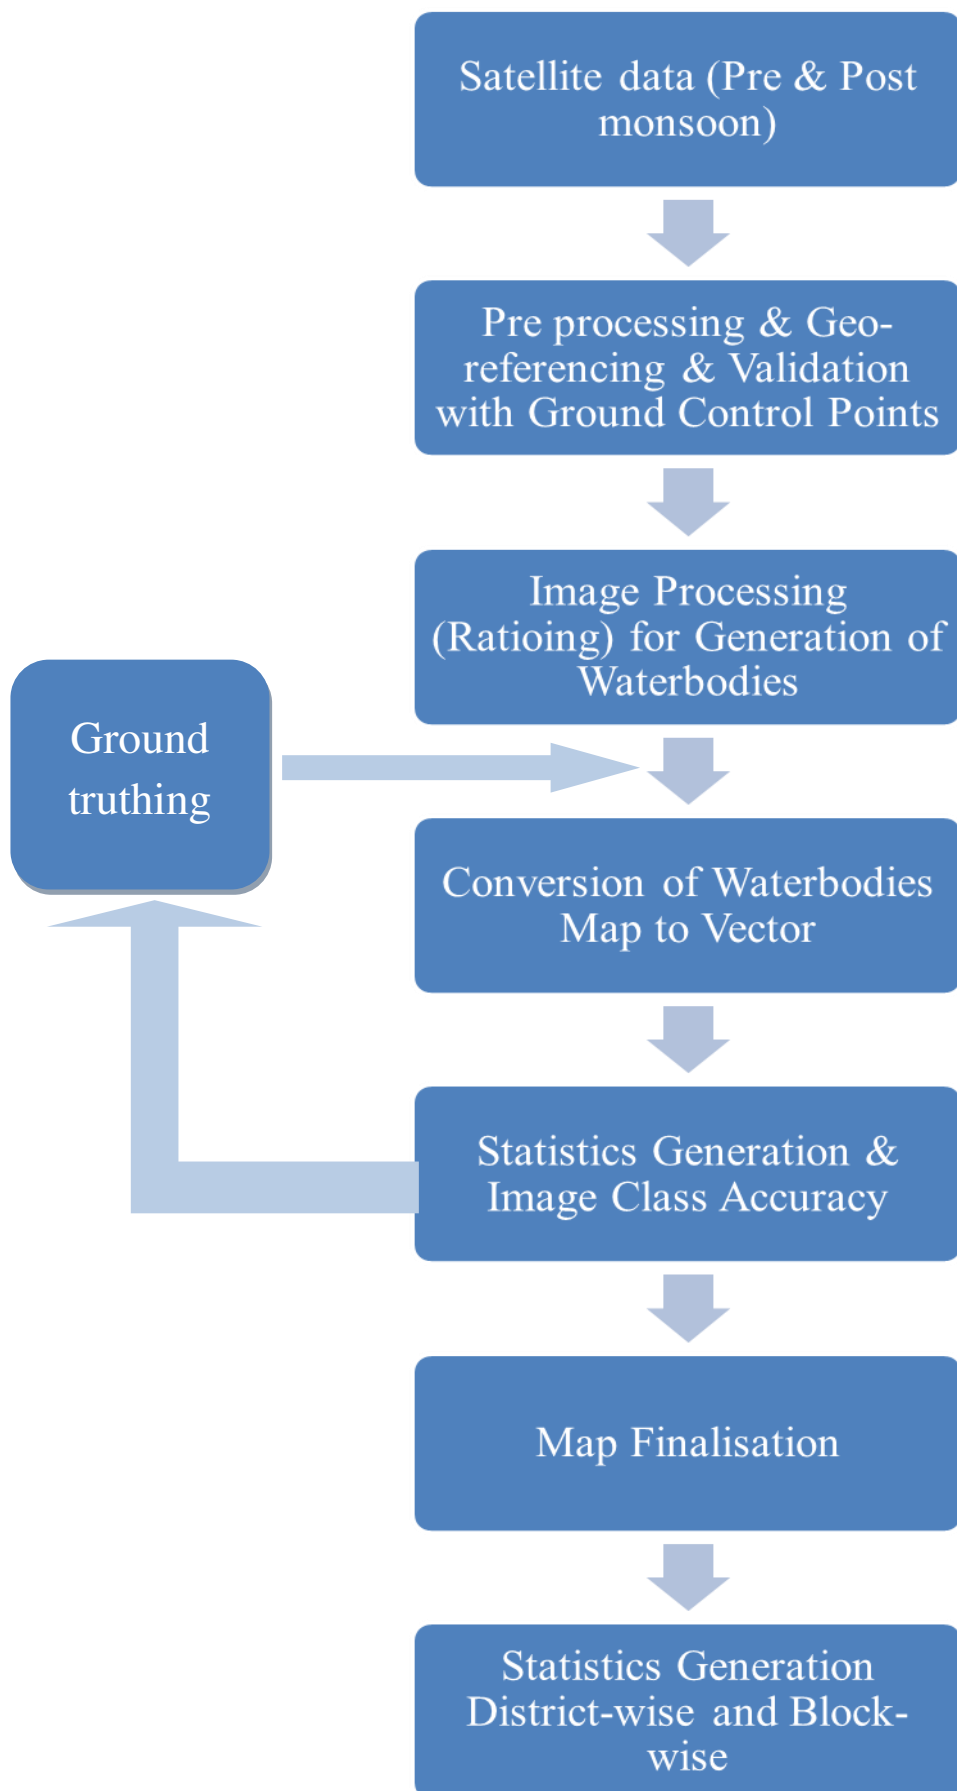 Satellite data (Pre & Post
monsoon)
Pre processing & Geo-
referencing & Validation
with Ground Control Points
Image Processing
(Ratioing) for Generation of
Waterbodies
Ground
truthing
Conversion of Waterbodies
Map to Vector
Statistics Generation &
Image Class Accuracy
Map Finalisation
Statistics Generation
District-wise and Block-
wise